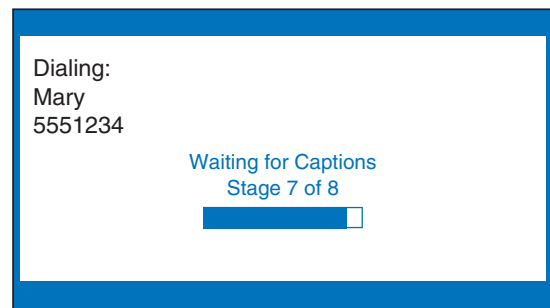 Dialing:
Mary
5551234
Waiting for Captions
Stage 7 of 8